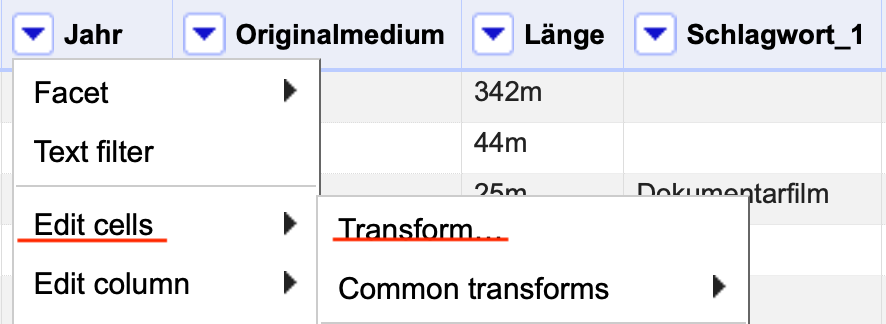 Jahr Originalmedium Länge Schlagwort_1
Facet 342m
Text filter 44m
25m Dokumentarfilm
Edit cells Transform...
Edit column Common transforms